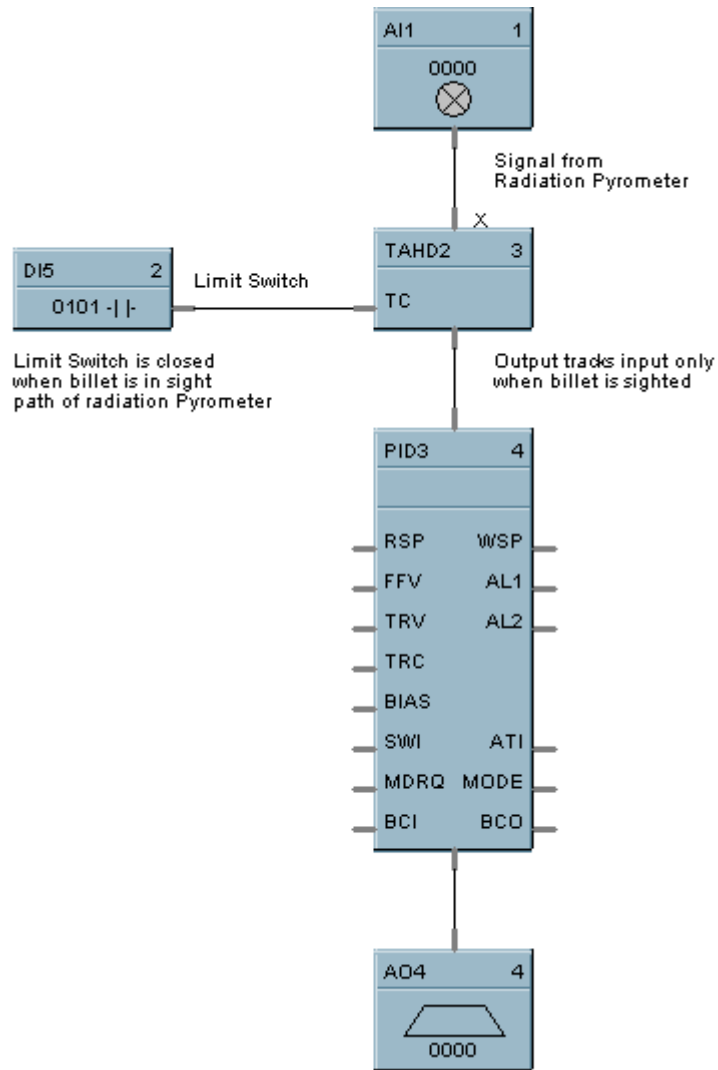 AI1 1
0000
Signal from
Radiation Pyrometer
X
TAHD2 3
TC
DI5 2
0101 -| |-
Limit Switch
Limit Switch is closed
when billet is in sight
path of radiation Pyrometer
Output tracks input only
when billet is sighted
PID3 4
RSP WSP
FFV AL1
TRV AL2
TRC
BIAS
SWI ATI
MDRQ MODE
BCI BCO
AO4 4
0000